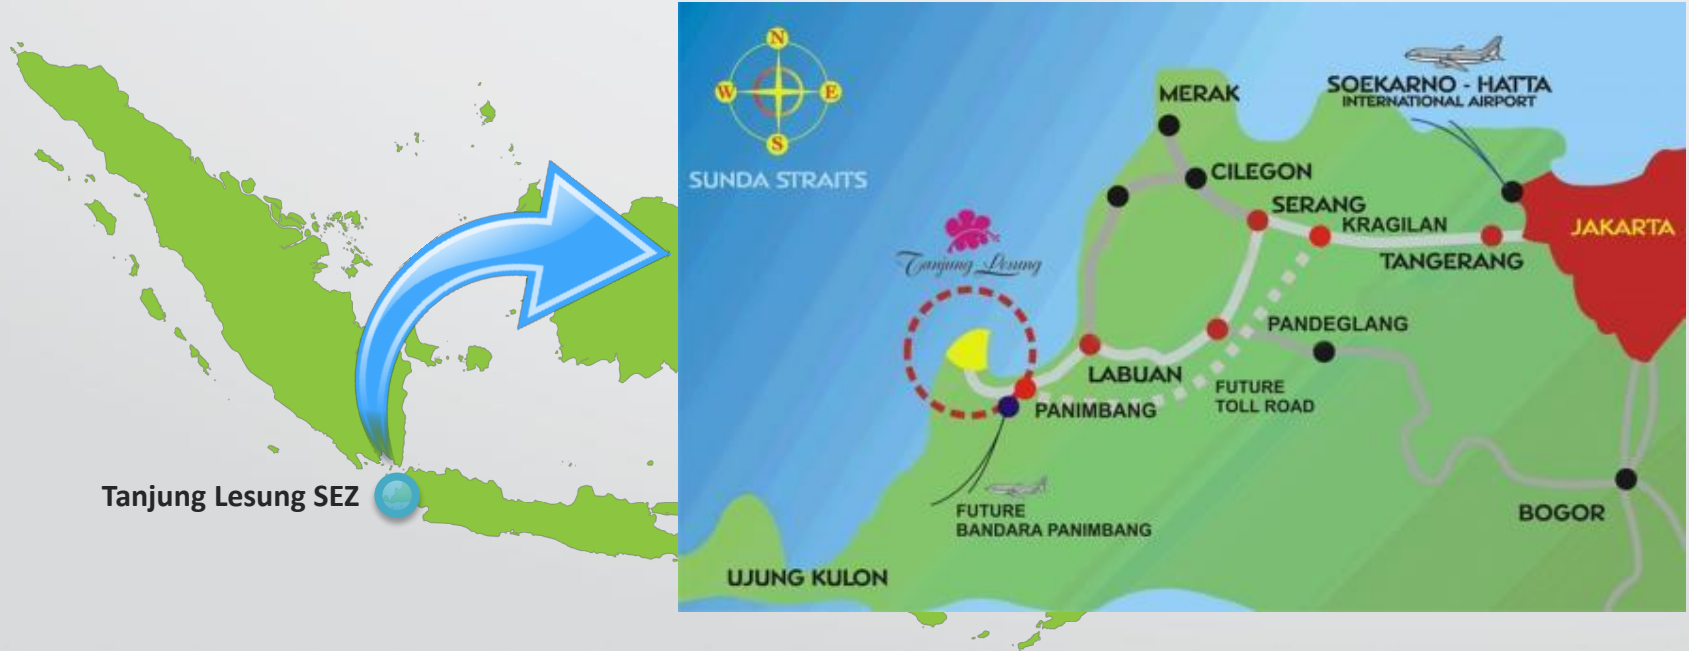 Tanjung Lesung SEZ
N
W
E
S
SUNDA STRAITS
MERAK
SOEKARNO - HATTA
INTERNATIONAL AIRPORT
CILEGON
SERANG
KRAGILAN
JAKARTA
TANGERANG
Tanjung Lesung
PANDEGLANG
LABUAN
FUTURE
TOLL ROAD
PANIMBANG
FUTURE
BANDARA PANIMBANG
BOGOR
UJUNG KULON